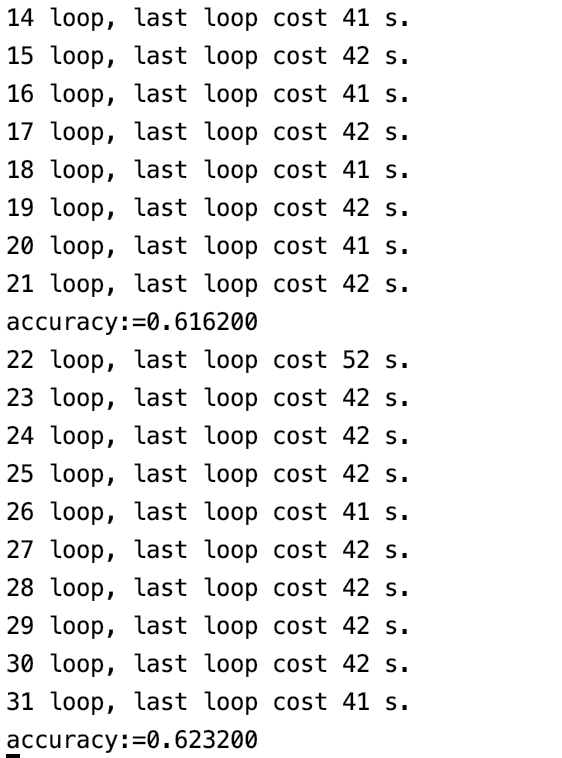 14 loop, last loop cost 41 s.
15 loop, last loop cost 42 s.
16 loop, last loop cost 41 s.
17 loop, last loop cost 42 s.
18 loop, last loop cost 41 s.
19 loop, last loop cost 42 s.
20 loop, last loop cost 41 s.
21 loop, last loop cost 42 s.
accuracy:=0.616200
22 loop, last loop cost 52 s.
23 loop, last loop cost 42 s.
24 loop, last loop cost 42 s.
25 loop, last loop cost 42 s.
26 loop, last loop cost 41 s.
27 loop, last loop cost 42 s.
28 loop, last loop cost 42 s.
29 loop, last loop cost 42 s.
30 loop, last loop cost 42 s.
31 loop, last loop cost 41 s.
accuracy:=0.623200